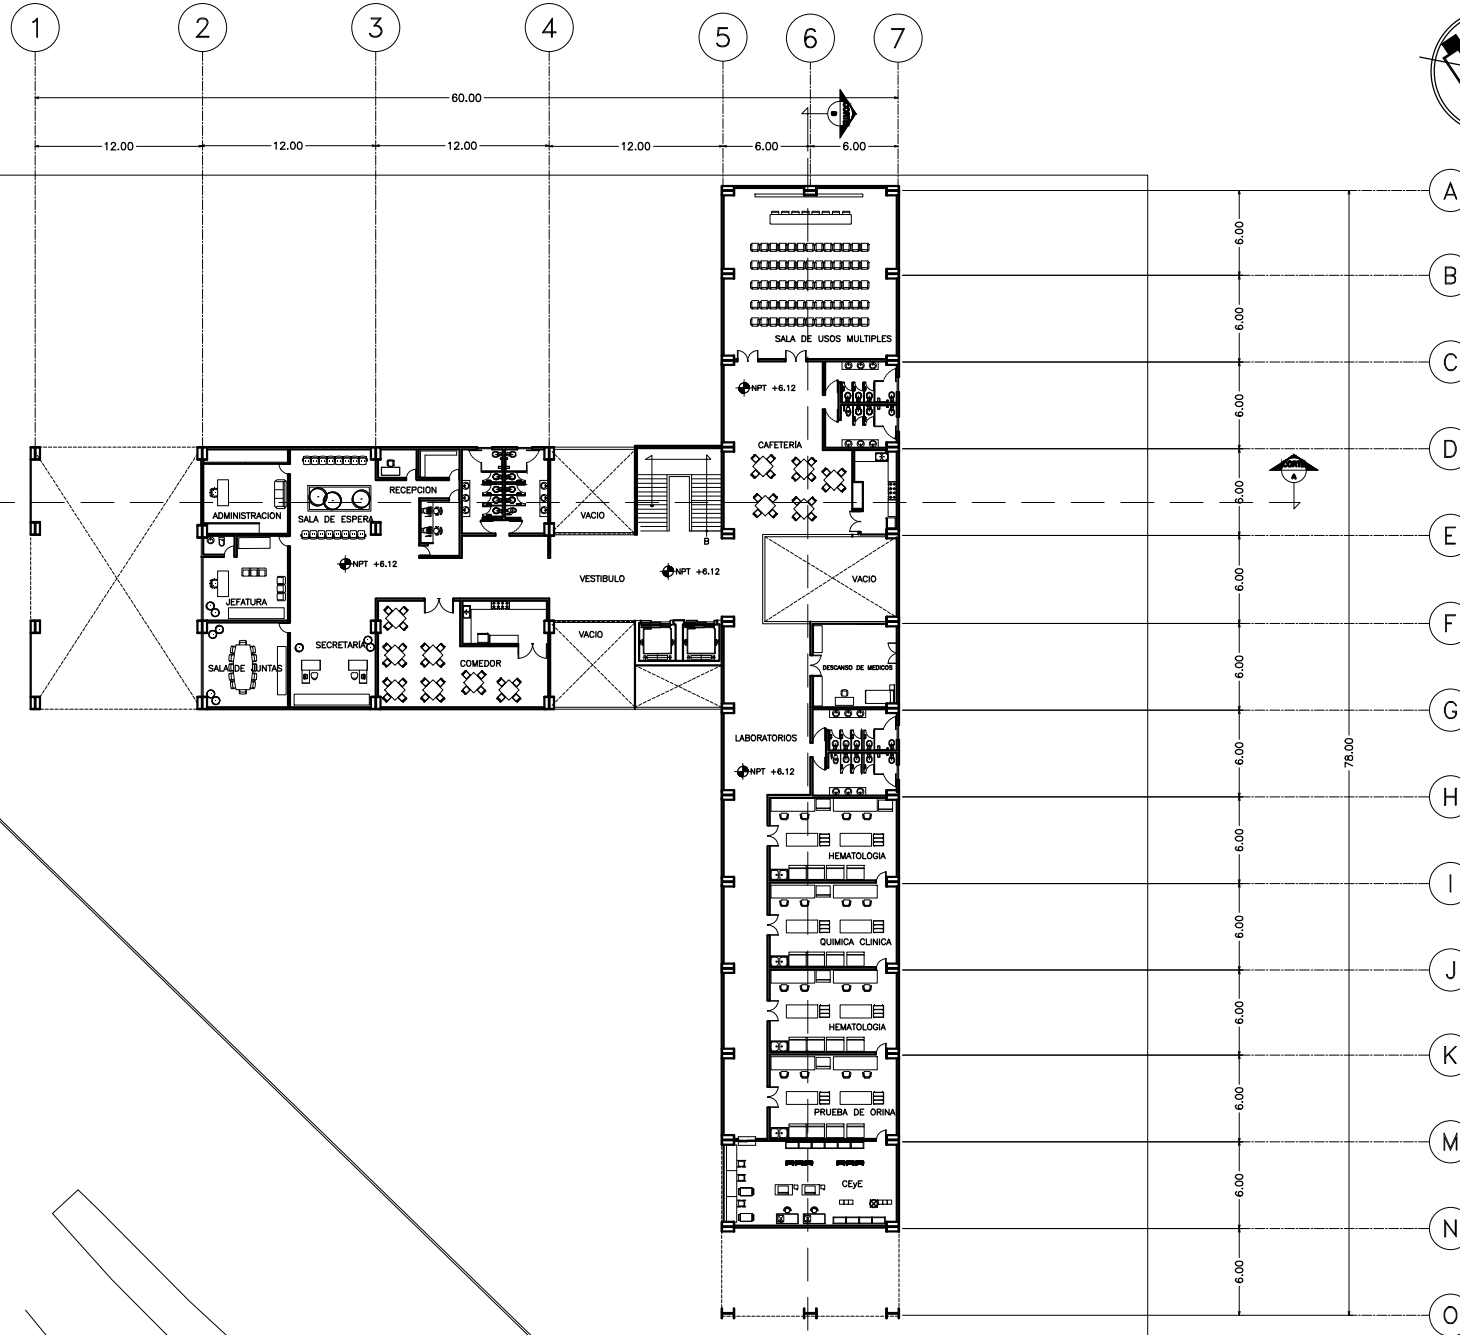 1 2 3 4 5 6 7
60.00
12.00 12.00 12.00 12.00 6.00 6.00
A
6.00
B
6.00
SALA DE USOS MULTIPLES
C
NPT +6.12
6.00
CAFETERÍA
D
RECEPCION
ADMINISTRACION
SALA DE ESPERA
VACIO
CORTE
A
6.00
B
E
NPT +6.12
VESTIBULO
NPT +6.12
VACIO
6.00
JEFATURA
F
VACIO
SECRETARIA
SALA DE JUNTAS
COMEDOR
DESCANSO DE MEDICOS
6.00
G
LABORATORIOS
6.00
78.00
NPT +6.12
H
HEMATOLOGIA
6.00
I
QUIMICA CLINICA
6.00
J
HEMATOLOGIA
6.00
K
PRUEBA DE ORINA
6.00
M
CEyE
6.00
N
6.00
O